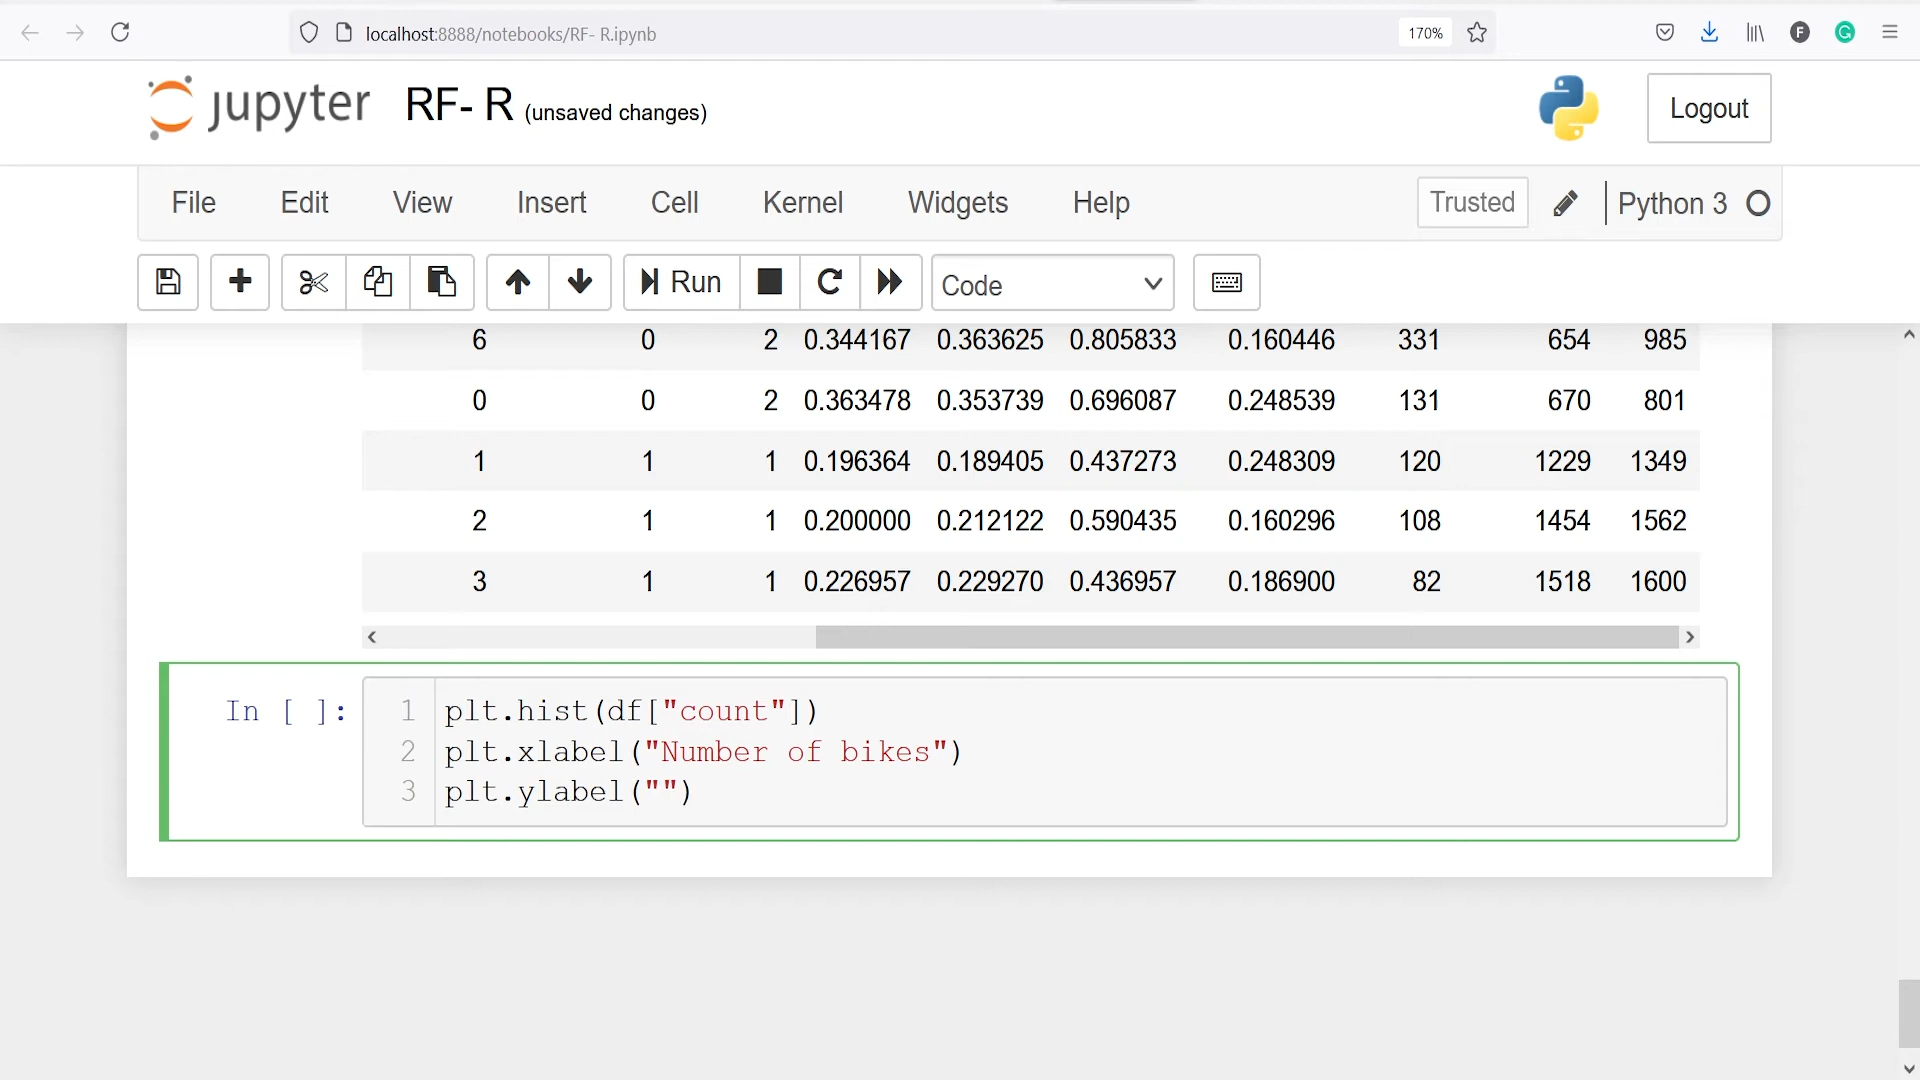 localhost:8888/notebooks/RF- R.ipynb 170% F G
jupyter RF- R (unsaved changes) Logout
File Edit View Insert Cell Kernel Widgets Help Trusted Python 3
Run Code
6 0 2 0.344167 0.363625 0.805833 0.160446 331 654 985
0 0 2 0.363478 0.353739 0.696087 0.248539 131 670 801
1 1 1 0.196364 0.189405 0.437273 0.248309 120 1229 1349
2 1 1 0.200000 0.212122 0.590435 0.160296 108 1454 1562
3 1 1 0.226957 0.229270 0.436957 0.186900 82 1518 1600
In [ ]: 1 plt.hist(df["count"])
2 plt.xlabel("Number of bikes")
3 plt.ylabel("")